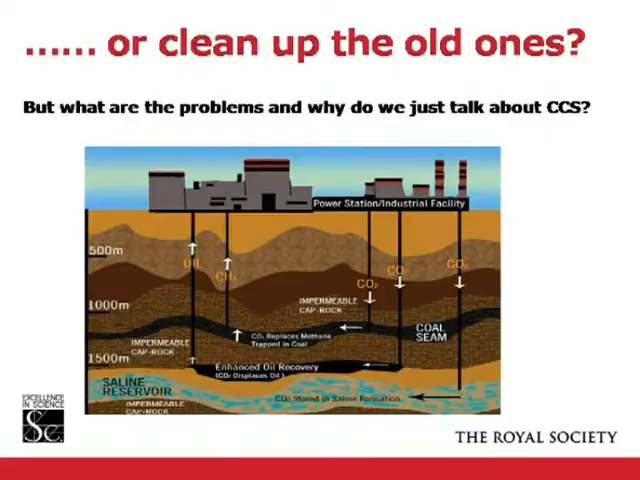 ...... or clean up the old ones?
But what are the problems and why do we just talk about CCS?
Power Station/Industrial Facility
500m
OIL
CH₄
CO₂
CO₂
CO₂
1000m
IMPERMEABLE
CAP-ROCK
IMPERMEABLE
CAP-ROCK
CO₂ Replaces Methane
Trapped in Coal
COAL
SEAM
1500m
Enhanced Oil Recovery
(CO₂ Displaces Oil)
SALINE
RESERVOIR
CO₂ Stored in Saline Formation
IMPERMEABLE
CAP-ROCK
EXCELLENCE
IN SCIENCE
THE ROYAL SOCIETY